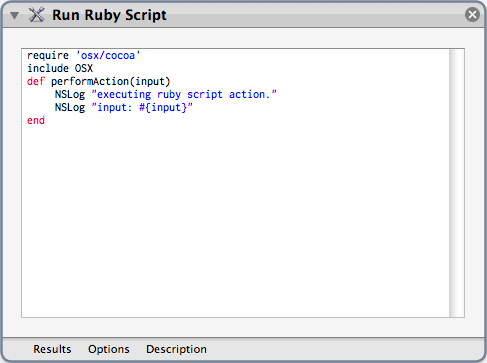 Run Ruby Script
require 'osx/cocoa'
include OSX
def performAction(input)
    NSLog "executing ruby script action."
    NSLog "input: #{input}"
end
Results Options Description